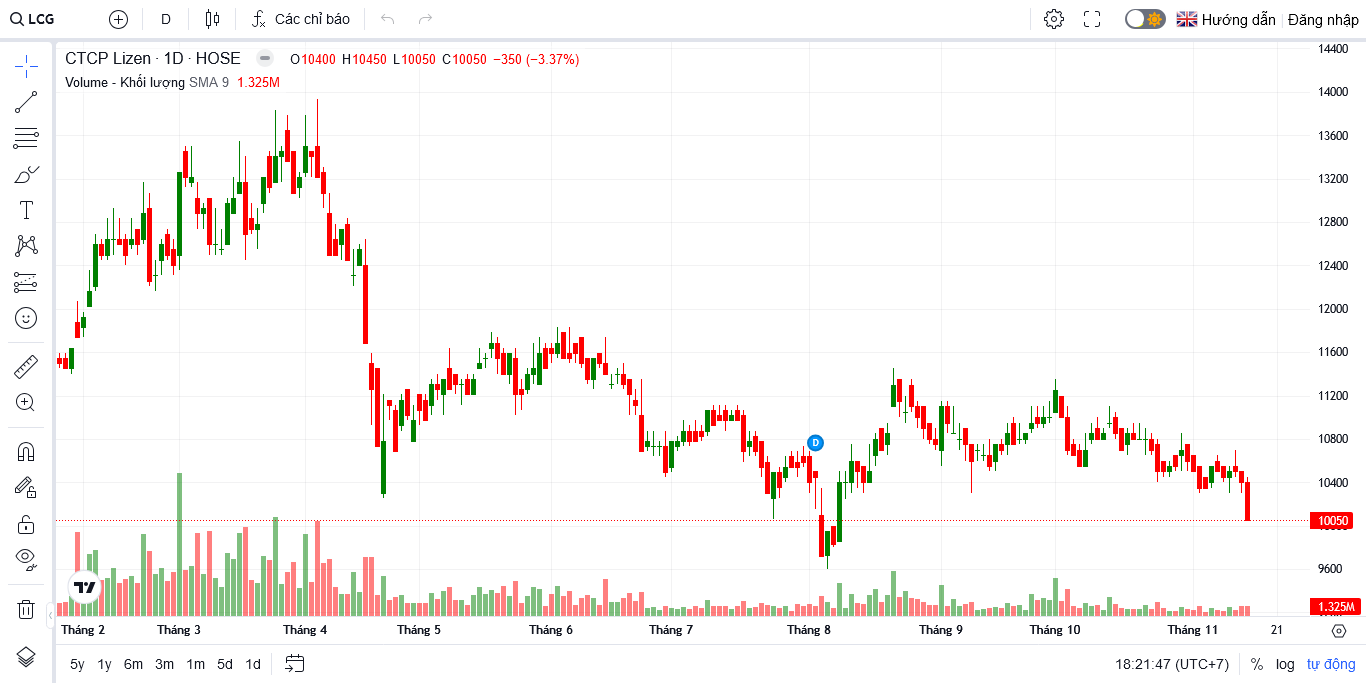 LCG D Các chỉ báo Hướng dẫn Đăng nhập
CTCP Lizen · 1D · HOSE O10400 H10450 L10050 C10050 −350 (−3.37%)
Volume - Khối lượng SMA 9 1.325M
14400
14000
13600
13200
12800
12400
12000
11600
11200
10800
D
10400
10050
9600
1.325M
Tháng 2 Tháng 3 Tháng 4 Tháng 5 Tháng 6 Tháng 7 Tháng 8 Tháng 9 Tháng 10 Tháng 11 21
5y 1y 6m 3m 1m 5d 1d 18:21:47 (UTC+7) % log tự động